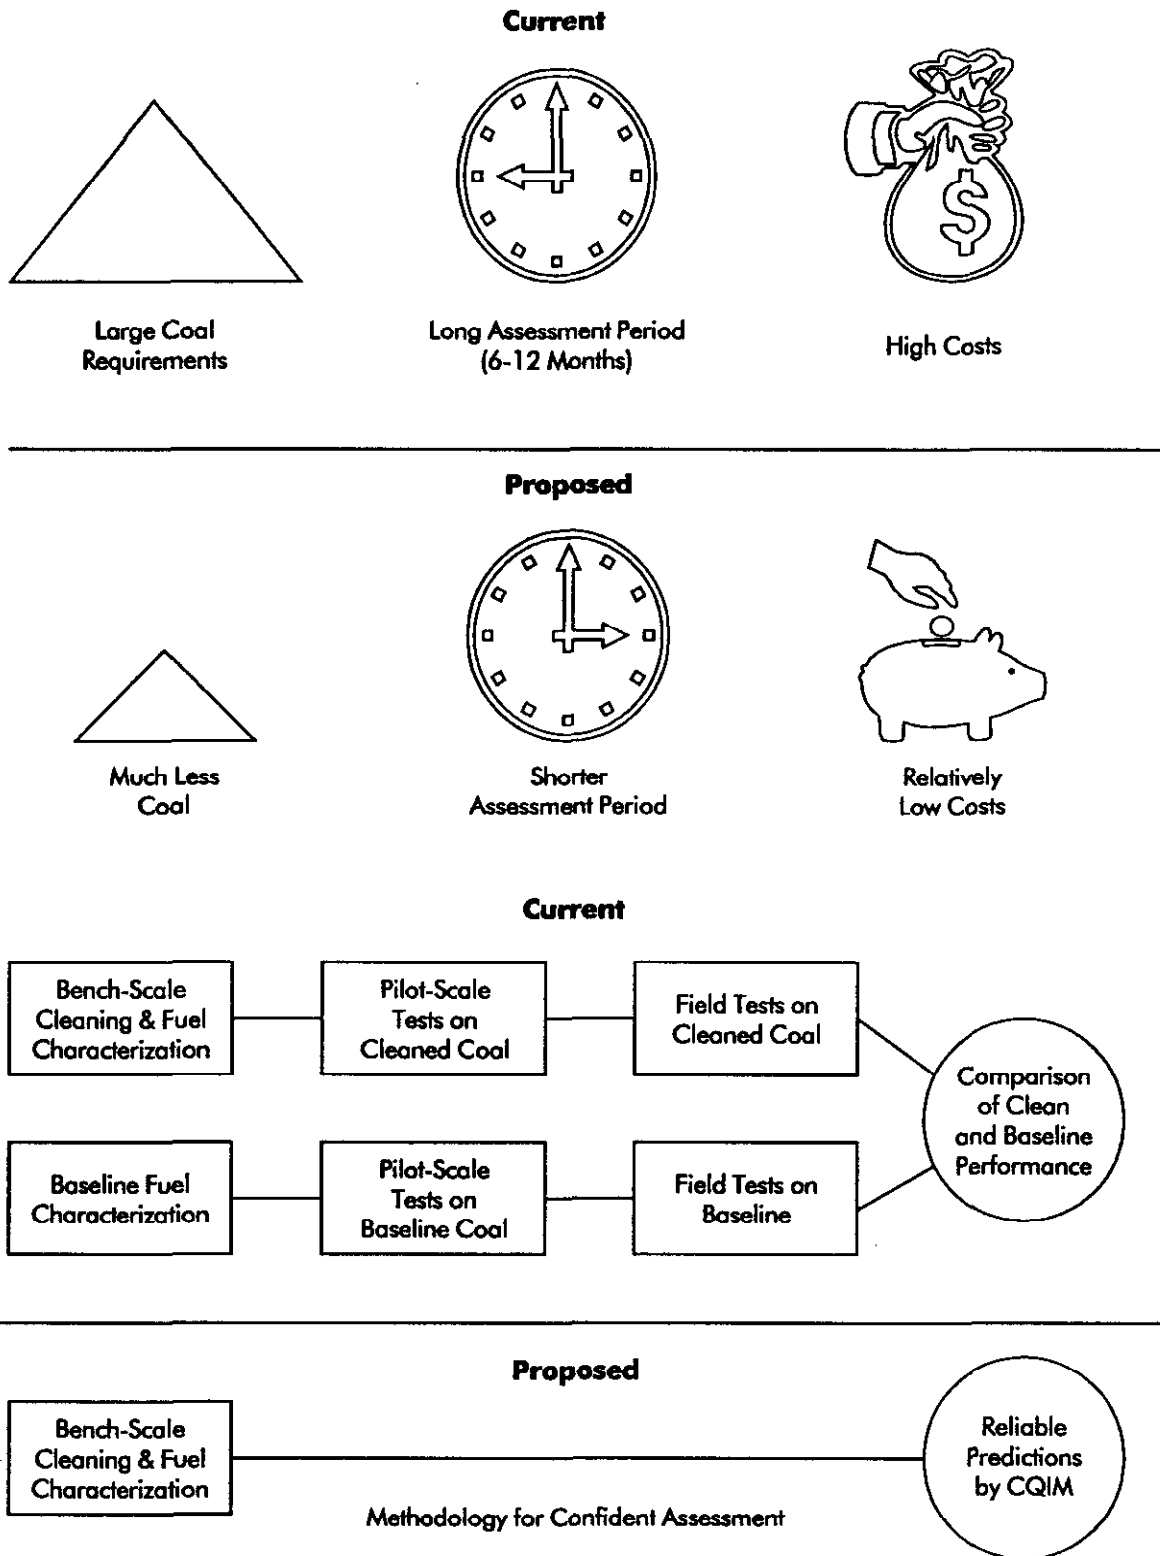 Current
Large Coal
Requirements
Long Assessment Period
(6-12 Months)
High Costs
$
Proposed
Much Less
Coal
Shorter
Assessment Period
Relatively
Low Costs
Current
Bench-Scale
Cleaning & Fuel
Characterization
Pilot-Scale
Tests on
Cleaned Coal
Field Tests on
Cleaned Coal
Comparison
of Clean
and Baseline
Performance
Baseline Fuel
Characterization
Pilot-Scale
Tests on
Baseline Coal
Field Tests on
Baseline
Proposed
Bench-Scale
Cleaning & Fuel
Characterization
Reliable
Predictions
by CQIM
Methodology for Confident Assessment